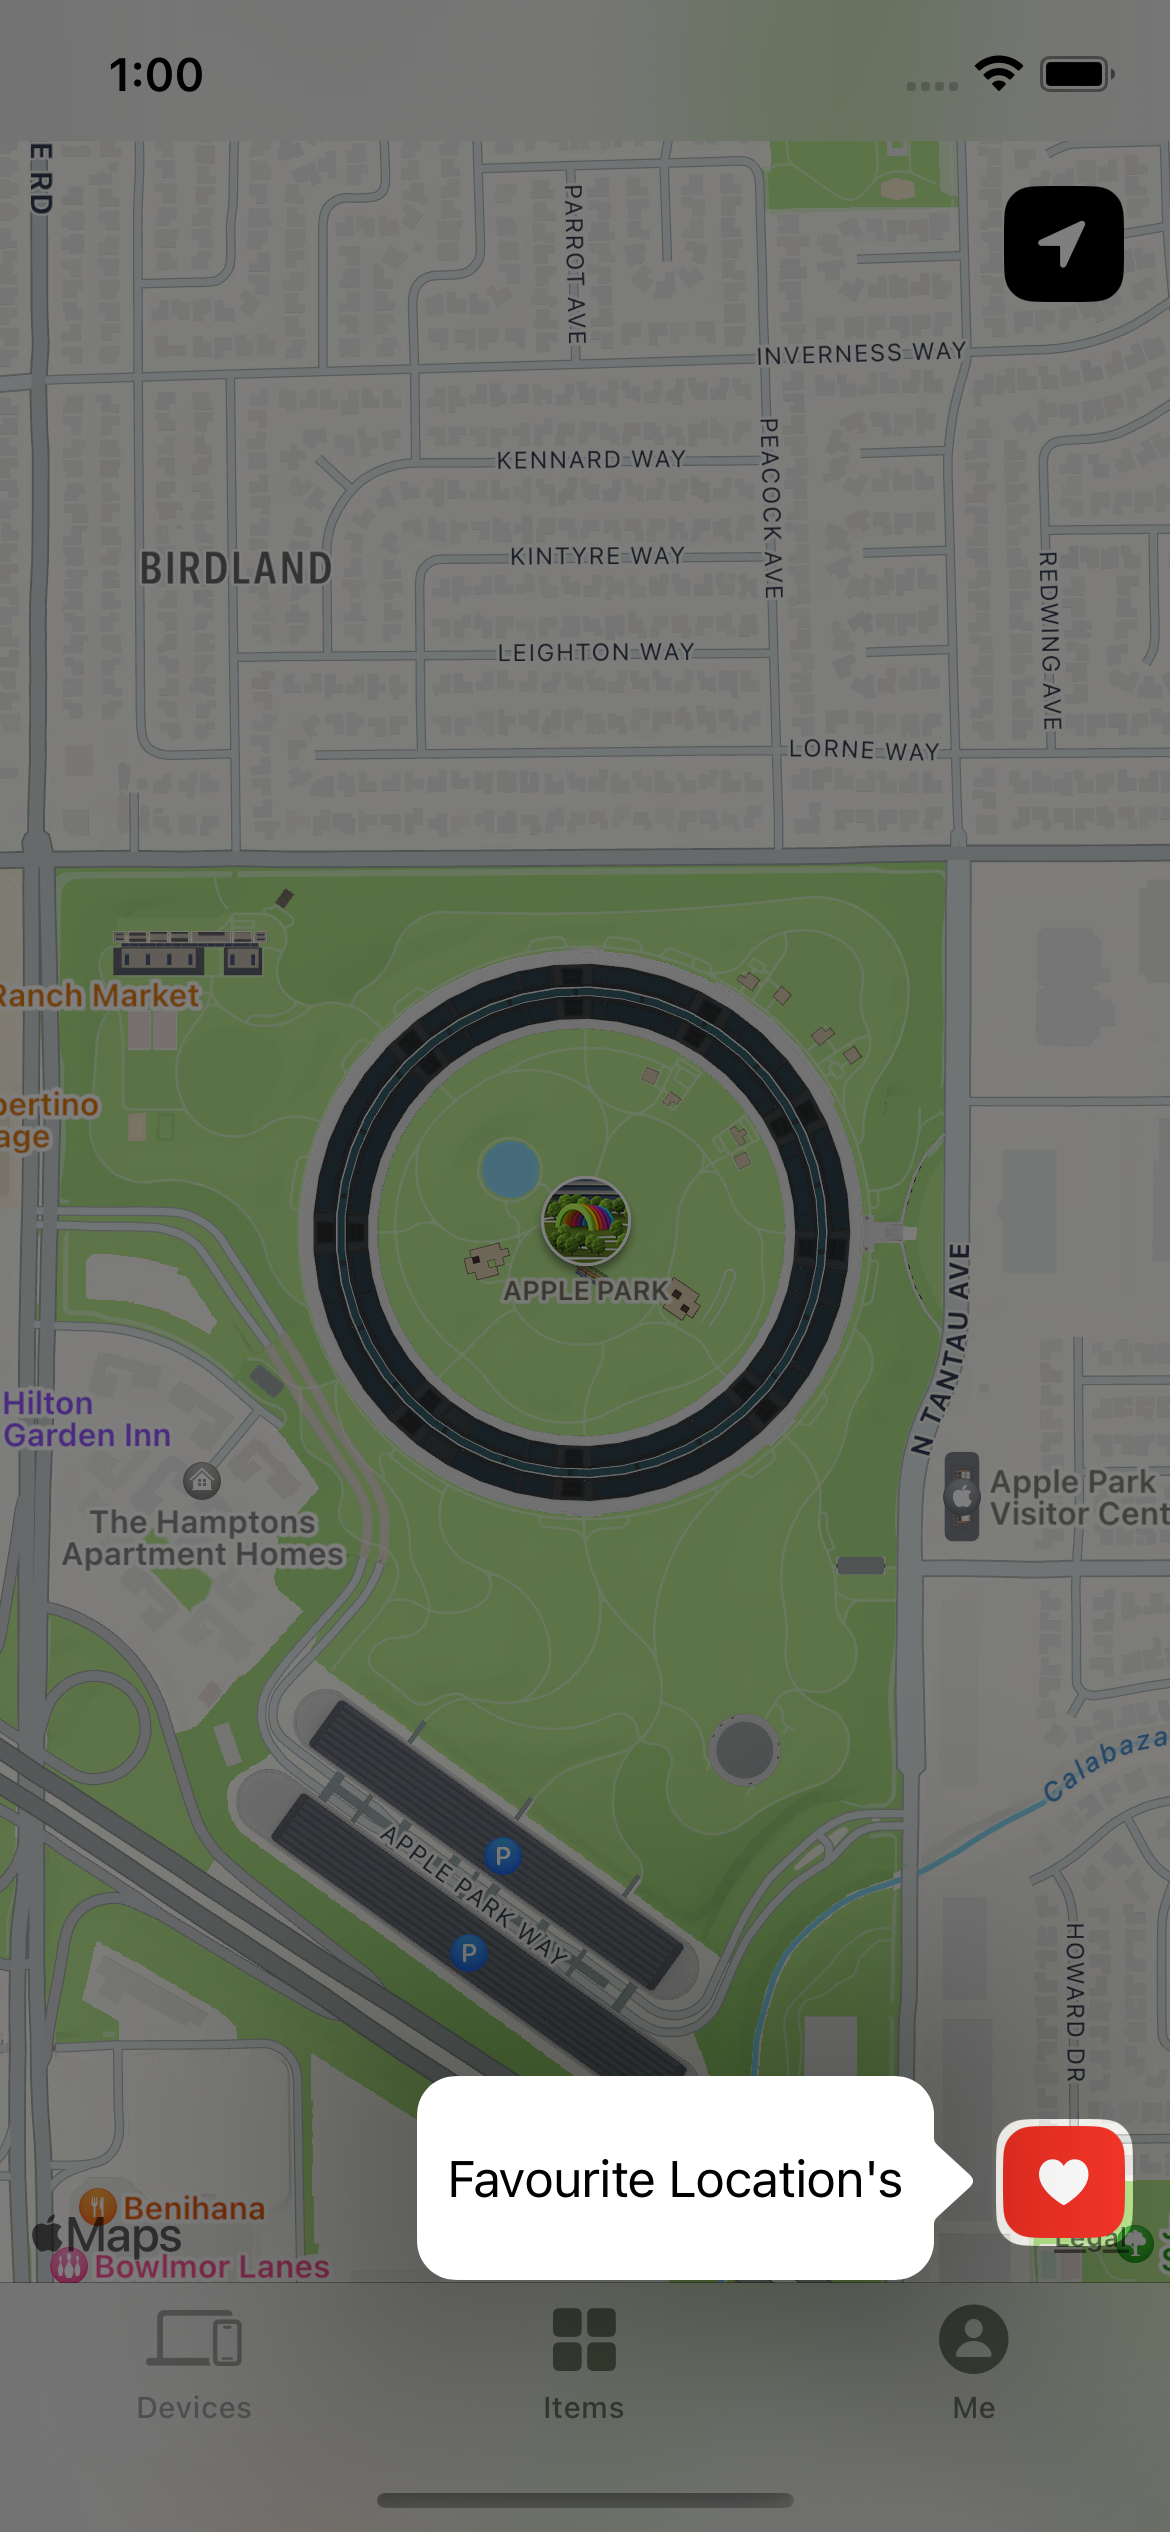 1:00
E RD
PARROT AVE
INVERNESS WAY
PEACOCK AVE
KENNARD WAY
KINTYRE WAY
BIRDLAND
REDWING AVE
LEIGHTON WAY
LORNE WAY
Ranch Market
pertino
age
APPLE PARK
N TANTAU AVE
Hilton
Garden Inn
Apple Park
Visitor Cent
The Hamptons
Apartment Homes
Calabaza
P
APPLE PARK WAY
P
HOWARD DR
Favourite Location's
Benihana
Maps
Legal
Bowlmor Lanes
Devices
Items
Me